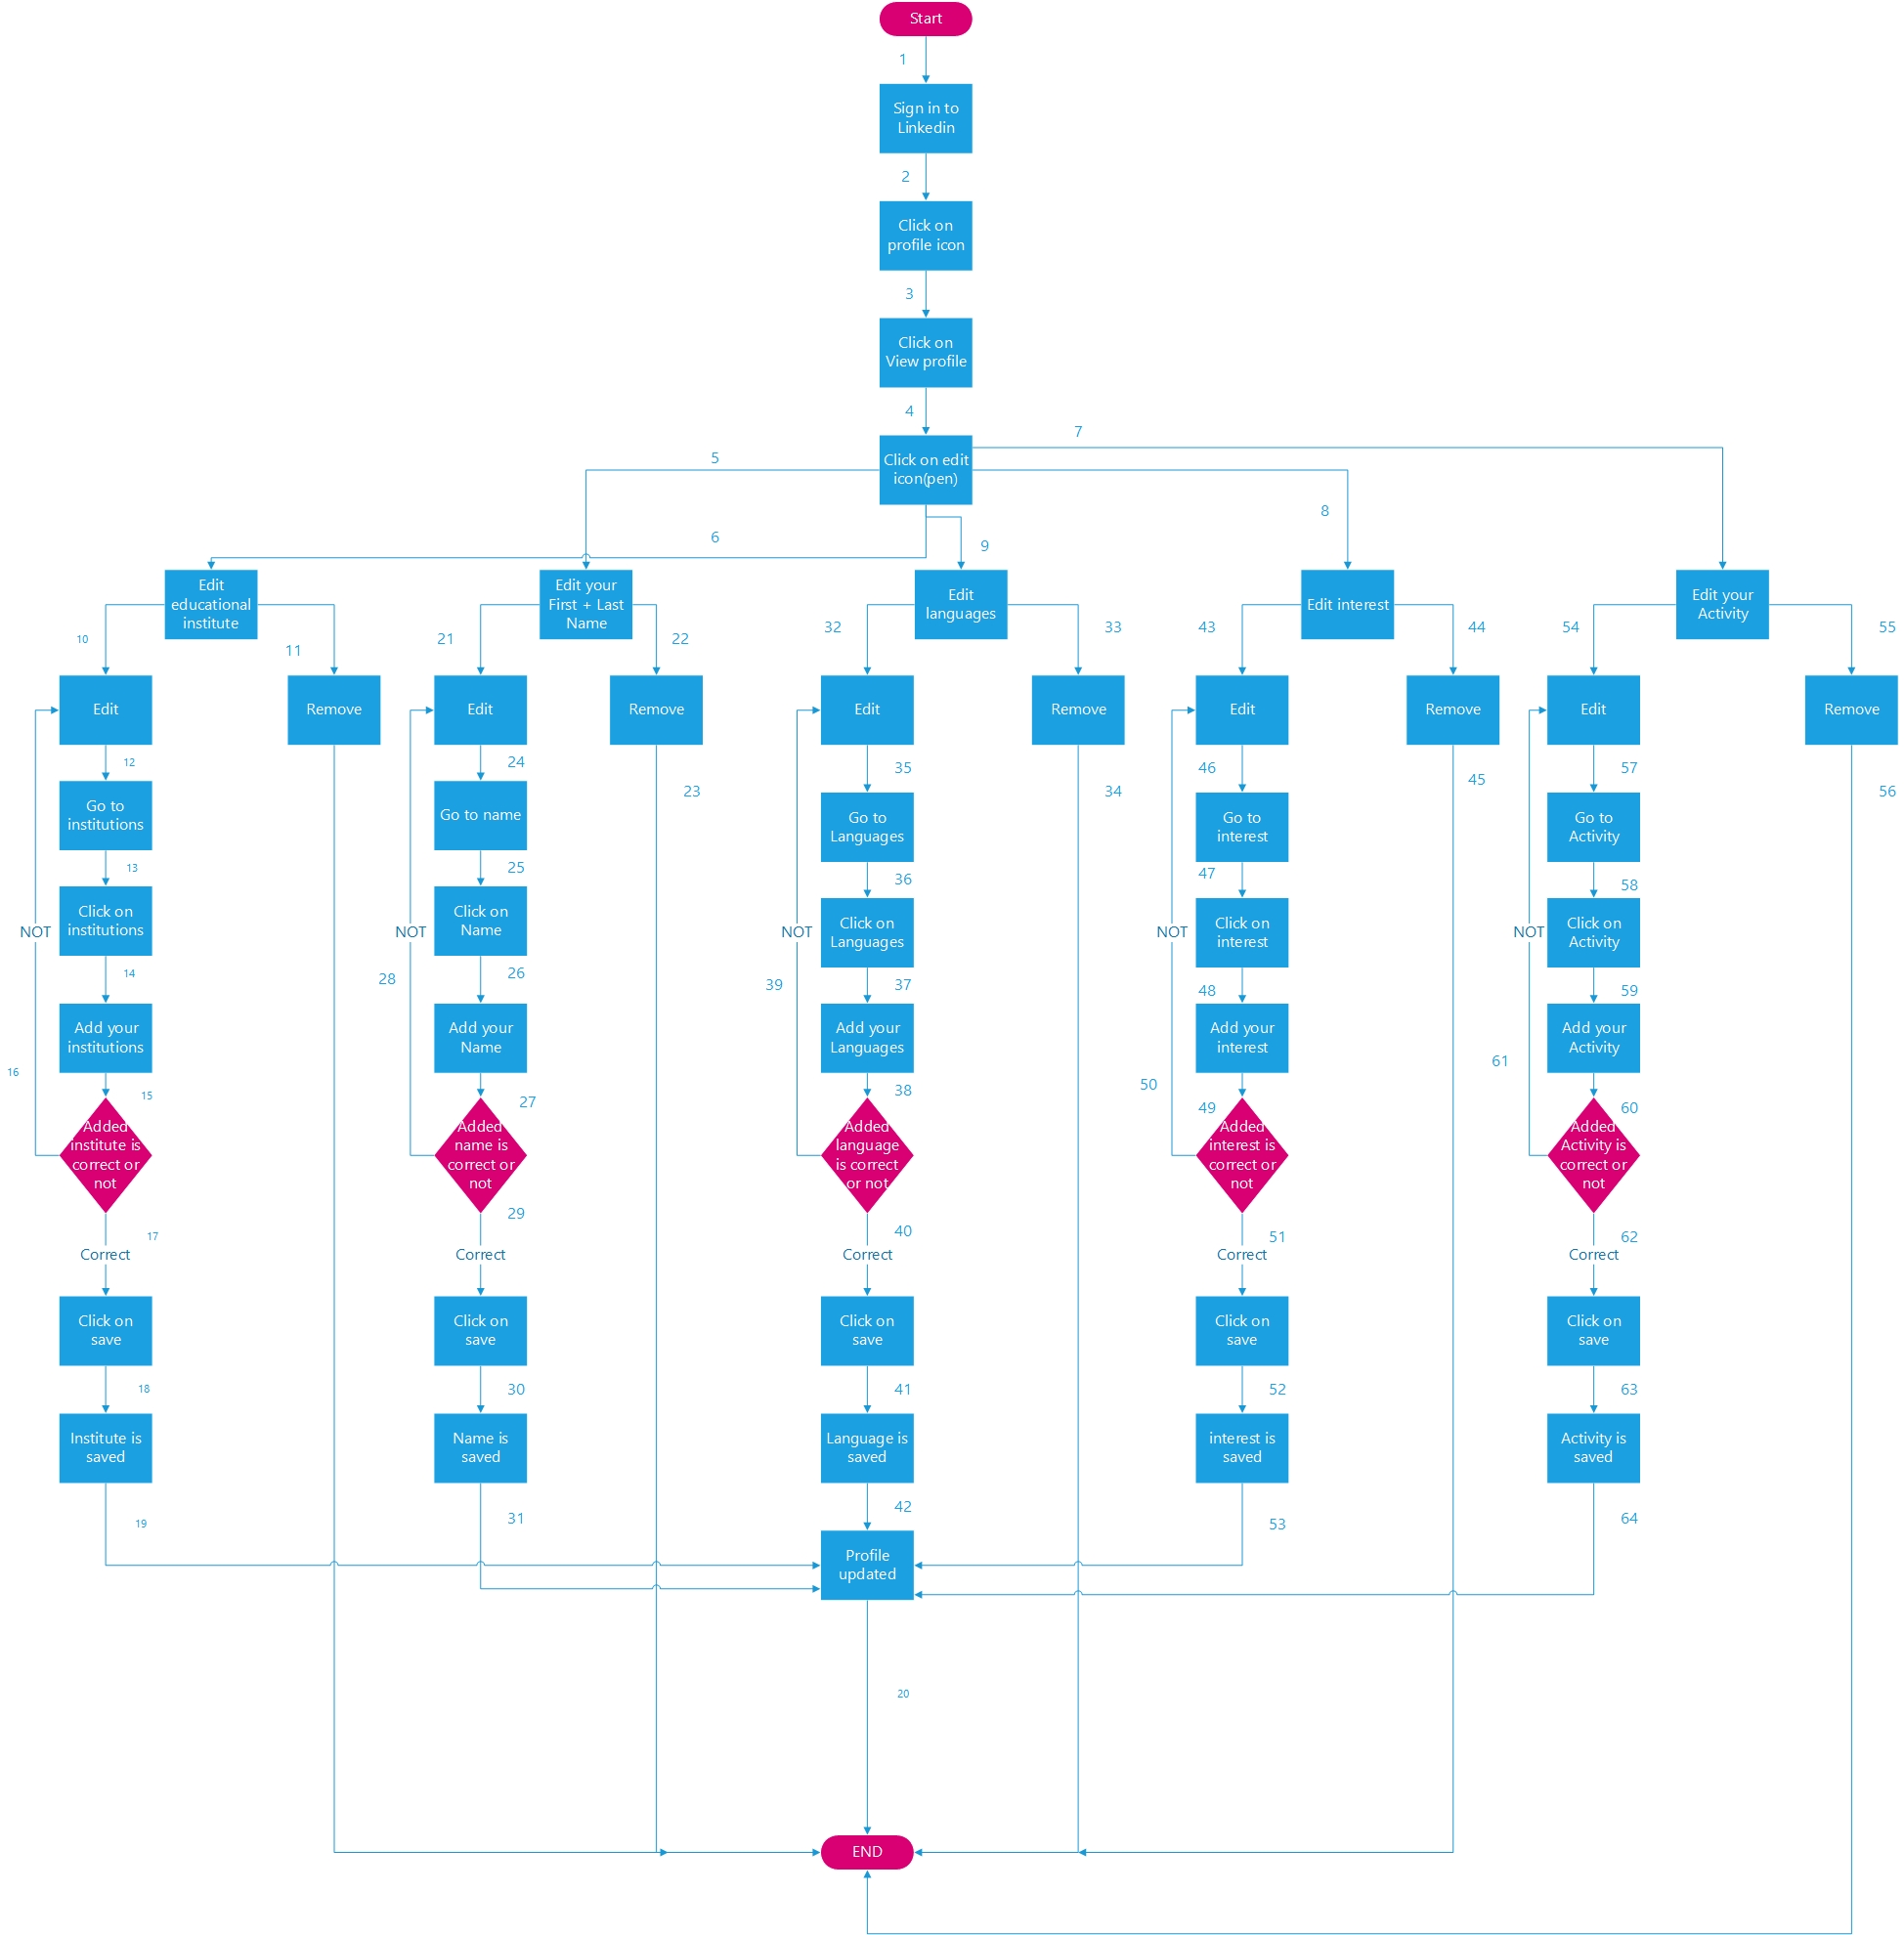 Start
1
Sign in to
Linkedin
2
Click on
profile icon
3
Click on
View profile
4
Click on edit
icon(pen)
5
6
7
8
9
Edit
educational
institute
Edit your
First + Last
Name
Edit
languages
Edit interest
Edit your
Activity
10
11
21
22
32
33
43
44
54
55
Edit
Remove
Edit
Remove
Edit
Remove
Edit
Remove
Edit
Remove
12
24
23
35
34
46
45
57
56
Go to
institutions
Go to name
Go to
Languages
Go to
interest
Go to
Activity
13
25
36
47
58
Click on
institutions
Click on
Name
Click on
Languages
Click on
interest
Click on
Activity
NOT
NOT
NOT
NOT
NOT
14
26
37
48
59
28
39
Add your
institutions
Add your
Name
Add your
Languages
Add your
interest
Add your
Activity
16
50
61
15
27
38
49
60
Added
institute is
correct or
not
Added
name is
correct or
not
Added
language
is correct
or not
Added
interest is
correct or
not
Added
Activity is
correct or
not
17
29
40
51
62
Correct
Correct
Correct
Correct
Correct
Click on
save
Click on
save
Click on
save
Click on
save
Click on
save
18
30
41
52
63
Institute is
saved
Name is
saved
Language is
saved
interest is
saved
Activity is
saved
19
31
42
53
64
Profile
updated
20
END